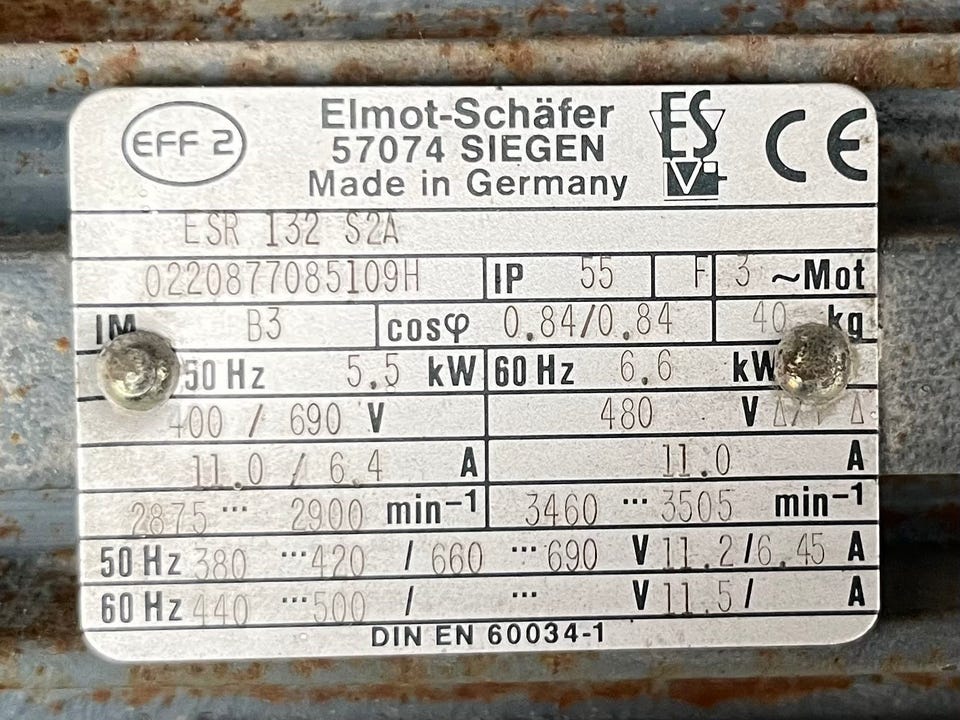 EFF 2
Elmot-Schäfer
57074 SIEGEN
Made in Germany
ES
CE
ESR 132 S2A
0220877085109H IP 55 F 3 ~Mot
IM B3 cosφ 0.84/0.84 40 kg
50 Hz 5.5 kW 60 Hz 6.6 kW
400 / 690 V 480 V
11.0 / 6.4 A 11.0 A
2875 ... 2900 min-1 3460 ... 3505 min-1
50 Hz 380 ... 420 / 660 ... 690 V 11.2 / 6.45 A
60 Hz 440 ... 500 / ... V 11.5 / A
DIN EN 60034-1